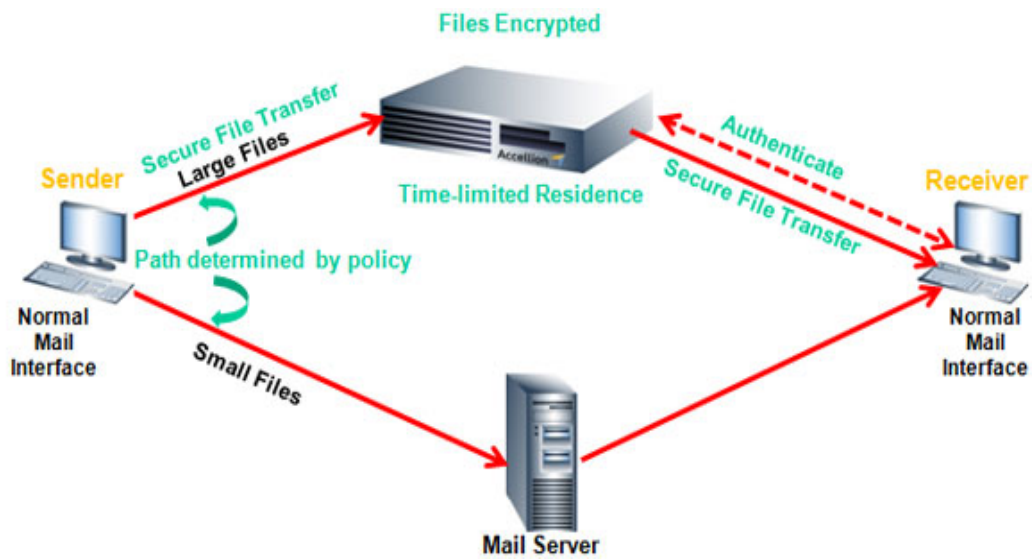 Files Encrypted
Secure File Transfer
Large Files
Accellion
Authenticate
Sender
Time-limited Residence
Secure File Transfer
Receiver
Path determined by policy
Normal
Mail
Interface
Normal
Mail
Interface
Small Files
Mail Server